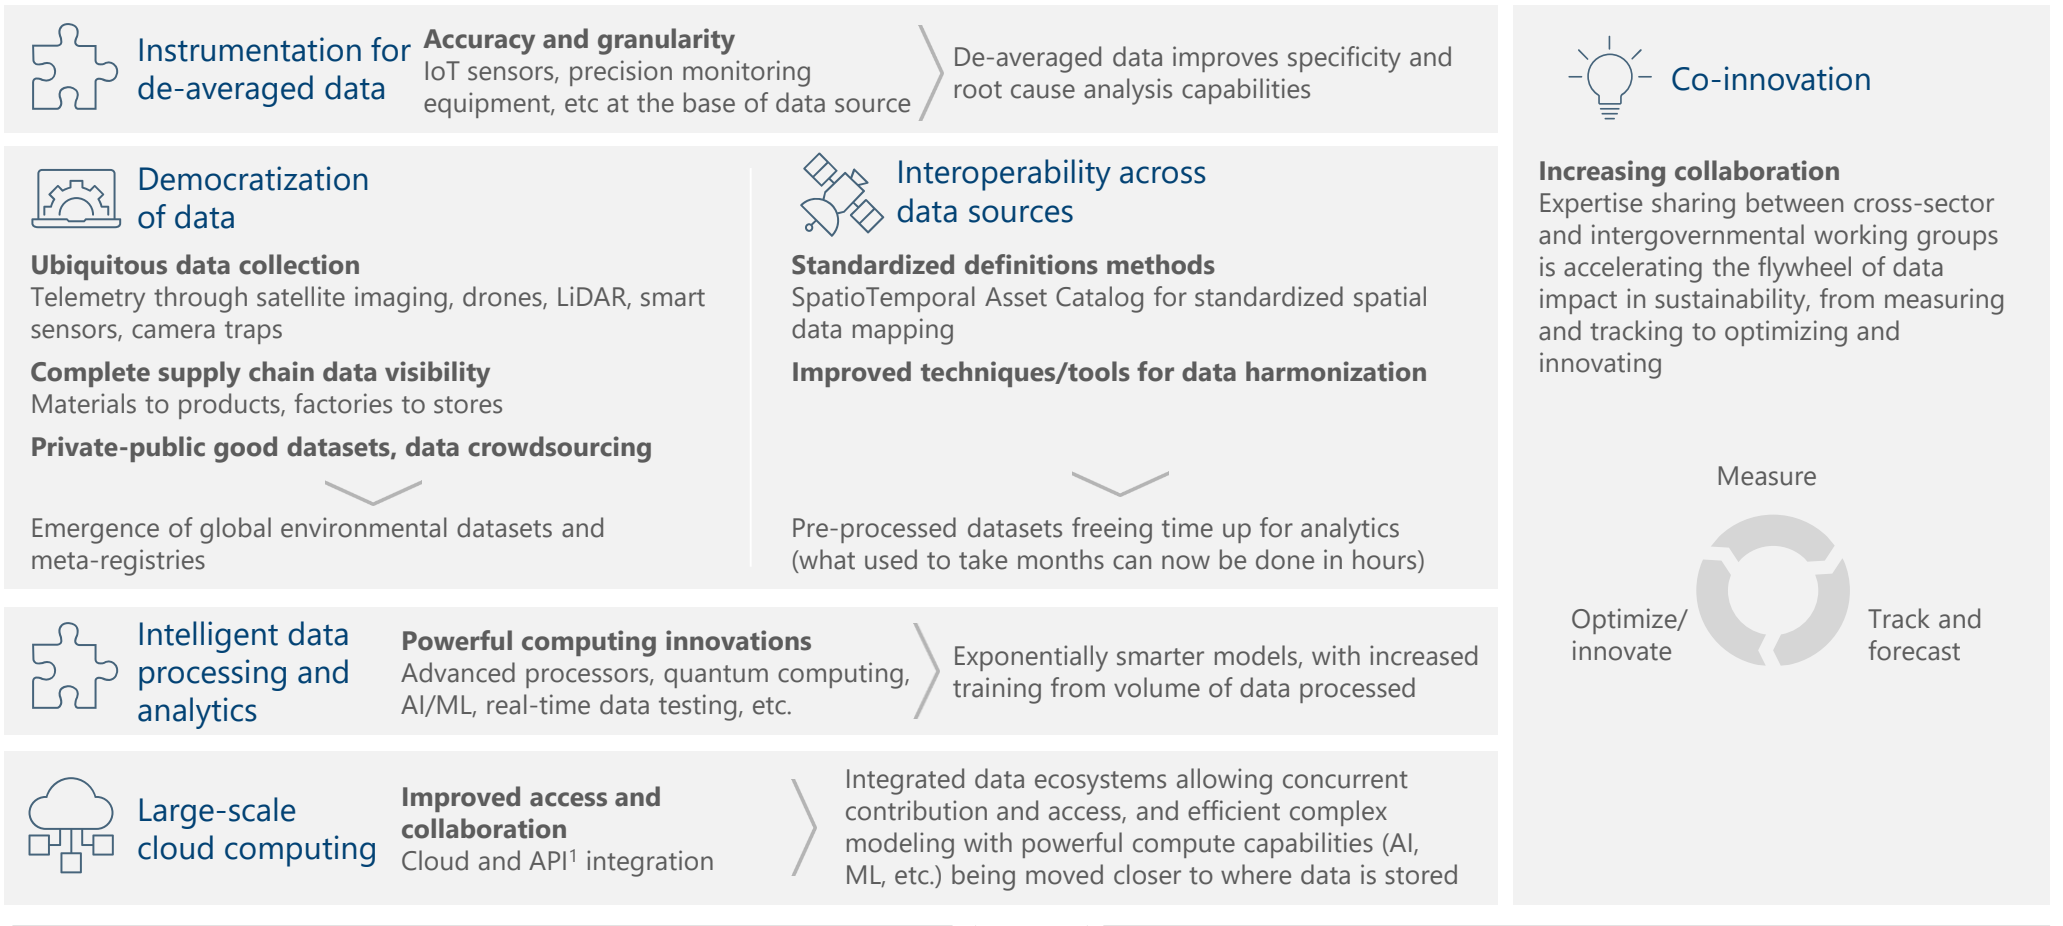 Instrumentation for
de-averaged data
Accuracy and granularity
IoT sensors, precision monitoring
equipment, etc at the base of data source
De-averaged data improves specificity and
root cause analysis capabilities
Democratization
of data
Ubiquitous data collection
Telemetry through satellite imaging, drones, LiDAR, smart
sensors, camera traps
Complete supply chain data visibility
Materials to products, factories to stores
Private-public good datasets, data crowdsourcing
Emergence of global environmental datasets and
meta-registries
Interoperability across
data sources
Standardized definitions methods
SpatioTemporal Asset Catalog for standardized spatial
data mapping
Improved techniques/tools for data harmonization
Pre-processed datasets freeing time up for analytics
(what used to take months can now be done in hours)
Intelligent data
processing and
analytics
Powerful computing innovations
Advanced processors, quantum computing,
AI/ML, real-time data testing, etc.
Exponentially smarter models, with increased
training from volume of data processed
Large-scale
cloud computing
Improved access and
collaboration
Cloud and API¹ integration
Integrated data ecosystems allowing concurrent
contribution and access, and efficient complex
modeling with powerful compute capabilities (AI,
ML, etc.) being moved closer to where data is stored
Co-innovation
Increasing collaboration
Expertise sharing between cross-sector
and intergovernmental working groups
is accelerating the flywheel of data
impact in sustainability, from measuring
and tracking to optimizing and
innovating
Measure
Optimize/
innovate
Track and
forecast